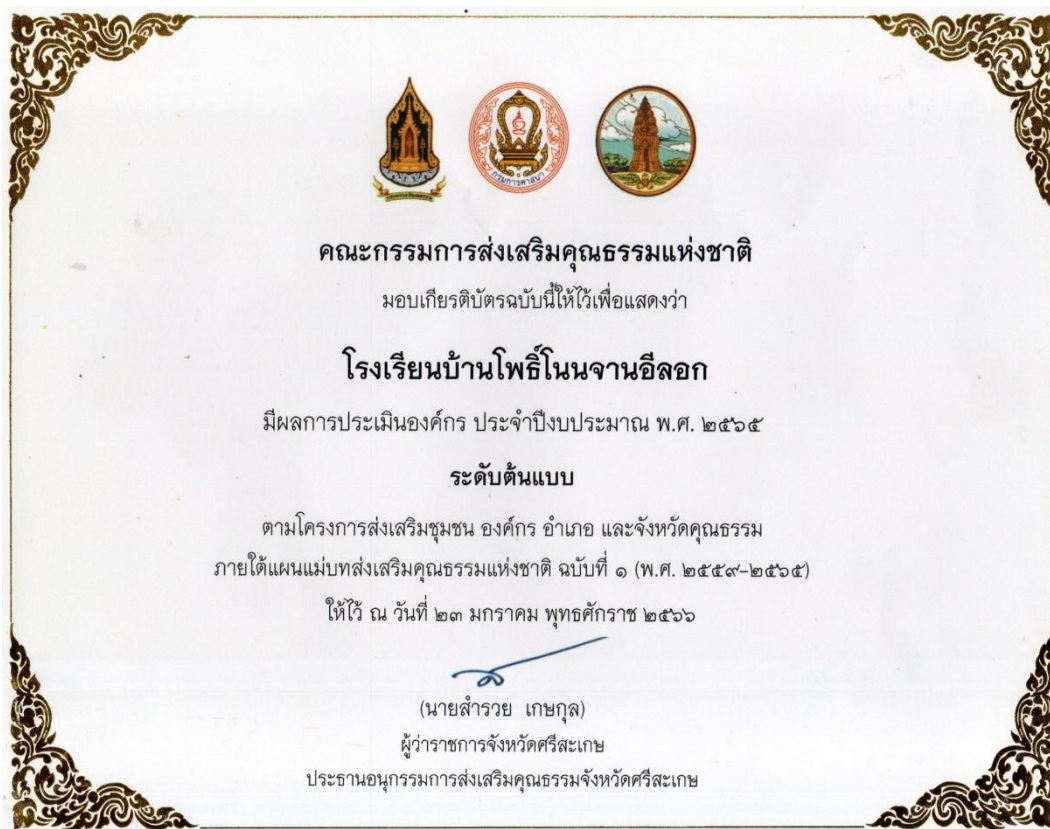 กรมการศาสนา
คณะกรรมการส่งเสริมคุณธรรมแห่งชาติ
มอบเกียรติบัตรฉบับนี้ให้ไว้เพื่อแสดงว่า
โรงเรียนบ้านโพธิ์โนนจานอีลอก
มีผลการประเมินองค์กร ประจำปีงบประมาณ พ.ศ. ๒๕๖๕
ระดับต้นแบบ
ตามโครงการส่งเสริมชุมชน องค์กร อำเภอ และจังหวัดคุณธรรม
ภายใต้แผนแม่บทส่งเสริมคุณธรรมแห่งชาติ ฉบับที่ ๑ (พ.ศ. ๒๕๕๙-๒๕๖๕)
ให้ไว้ ณ วันที่ ๒๓ มกราคม พุทธศักราช ๒๕๖๖
(นายสำรวย เกษกุล)
ผู้ว่าราชการจังหวัดศรีสะเกษ
ประธานอนุกรรมการส่งเสริมคุณธรรมจังหวัดศรีสะเกษ